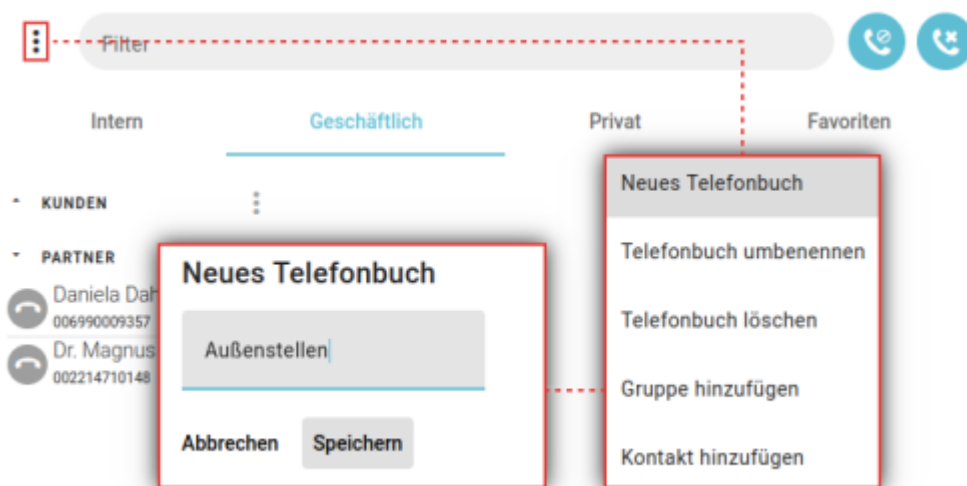 Filter
Intern Geschäftlich Privat Favoriten
KUNDEN
PARTNER
Daniela Dah
006990009357
Dr. Magnus
002214710148
Neues Telefonbuch
Außenstellen
Abbrechen Speichern
Neues Telefonbuch
Telefonbuch umbenennen
Telefonbuch löschen
Gruppe hinzufügen
Kontakt hinzufügen